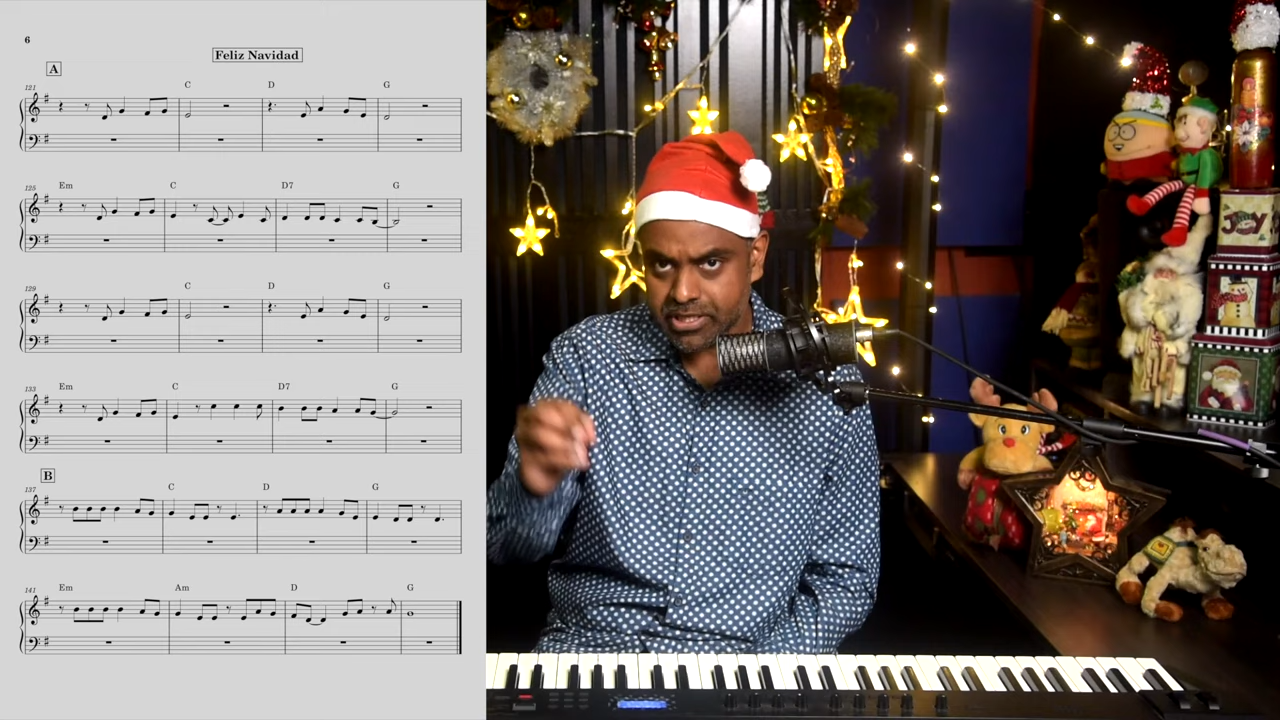 6
Feliz Navidad
A
121 C D G
125 Em C D7 G
129 C D G
133 Em C D7 G
B
137 C D G
141 Em Am D G
JOY